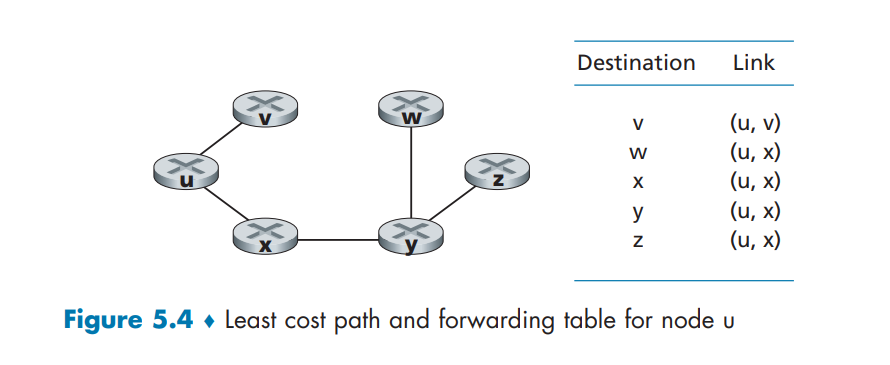 Destination Link
v w
v (u, v)
w (u, x)
u z
x (u, x)
y (u, x)
x y
z (u, x)
Figure 5.4 ♦ Least cost path and forwarding table for node u